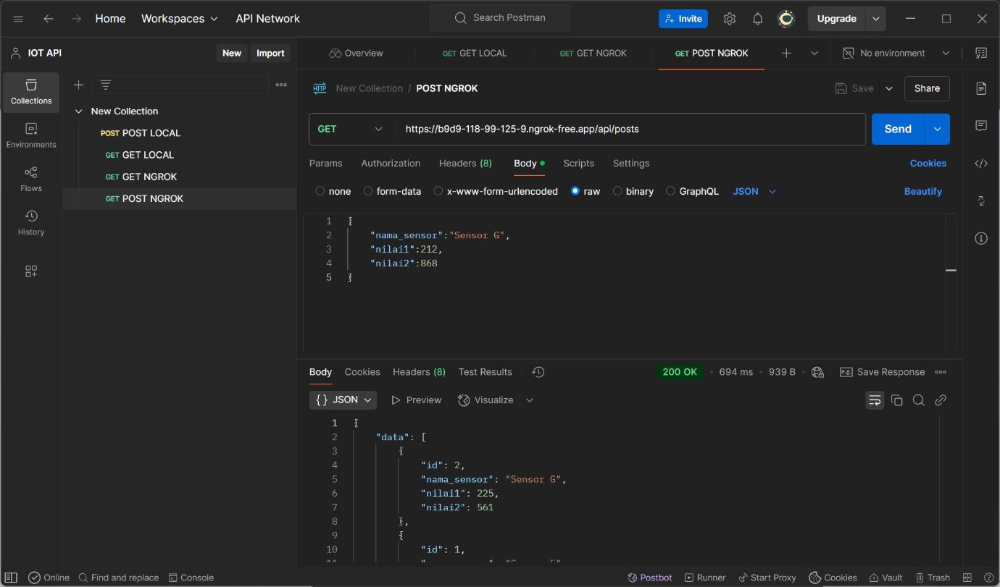 Home Workspaces API Network Search Postman Invite Upgrade
IOT API New Import Overview GET GET LOCAL GET GET NGROK GET POST NGROK No environment
Collections
Environments
Flows
History
New Collection
POST POST LOCAL
GET GET LOCAL
GET GET NGROK
GET POST NGROK
HTTP New Collection / POST NGROK Save Share
GET https://b9d9-118-99-125-9.ngrok-free.app/api/posts Send
Params Authorization Headers (8) Body Scripts Settings Cookies
none form-data x-www-form-urlencoded raw binary GraphQL JSON Beautify
1 {
2 "nama_sensor":"Sensor G",
3 "nilai1":212,
4 "nilai2":868
5 }
Body Cookies Headers (8) Test Results 200 OK • 694 ms • 939 B • e.g. Save Response
{} JSON Preview Visualize
1 {
2 "data": [
3 {
4 "id": 2,
5 "nama_sensor": "Sensor G",
6 "nilai1": 225,
7 "nilai2": 561
8 },
9 {
10 "id": 1,
Online Find and replace Console Postbot Runner Start Proxy Cookies Vault Trash